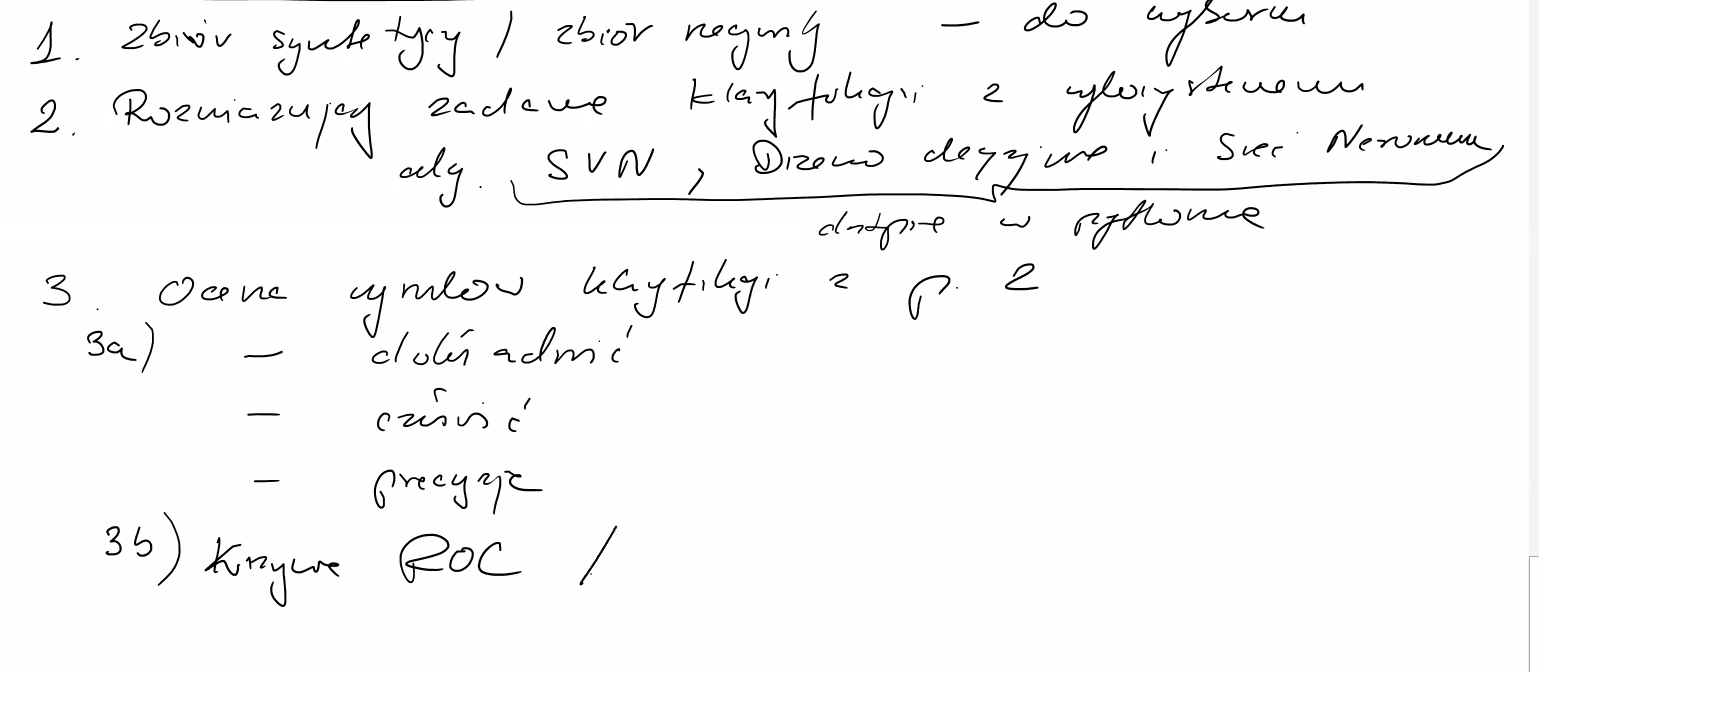 1. Zbiór syntetyczny / zbiór rzeczywisty — do wyboru
2. Rozwiązujemy zadanie klasyfikacji z wykorzystaniem
alg. SVN, Drzewo decyzyjne i Sieć Neuronowa
dostępne w pythonie
3. Ocena wyników klasyfikacji z p. 2
3a) — dokładność
— czułość
— precyzja
3b) Krzywe ROC /